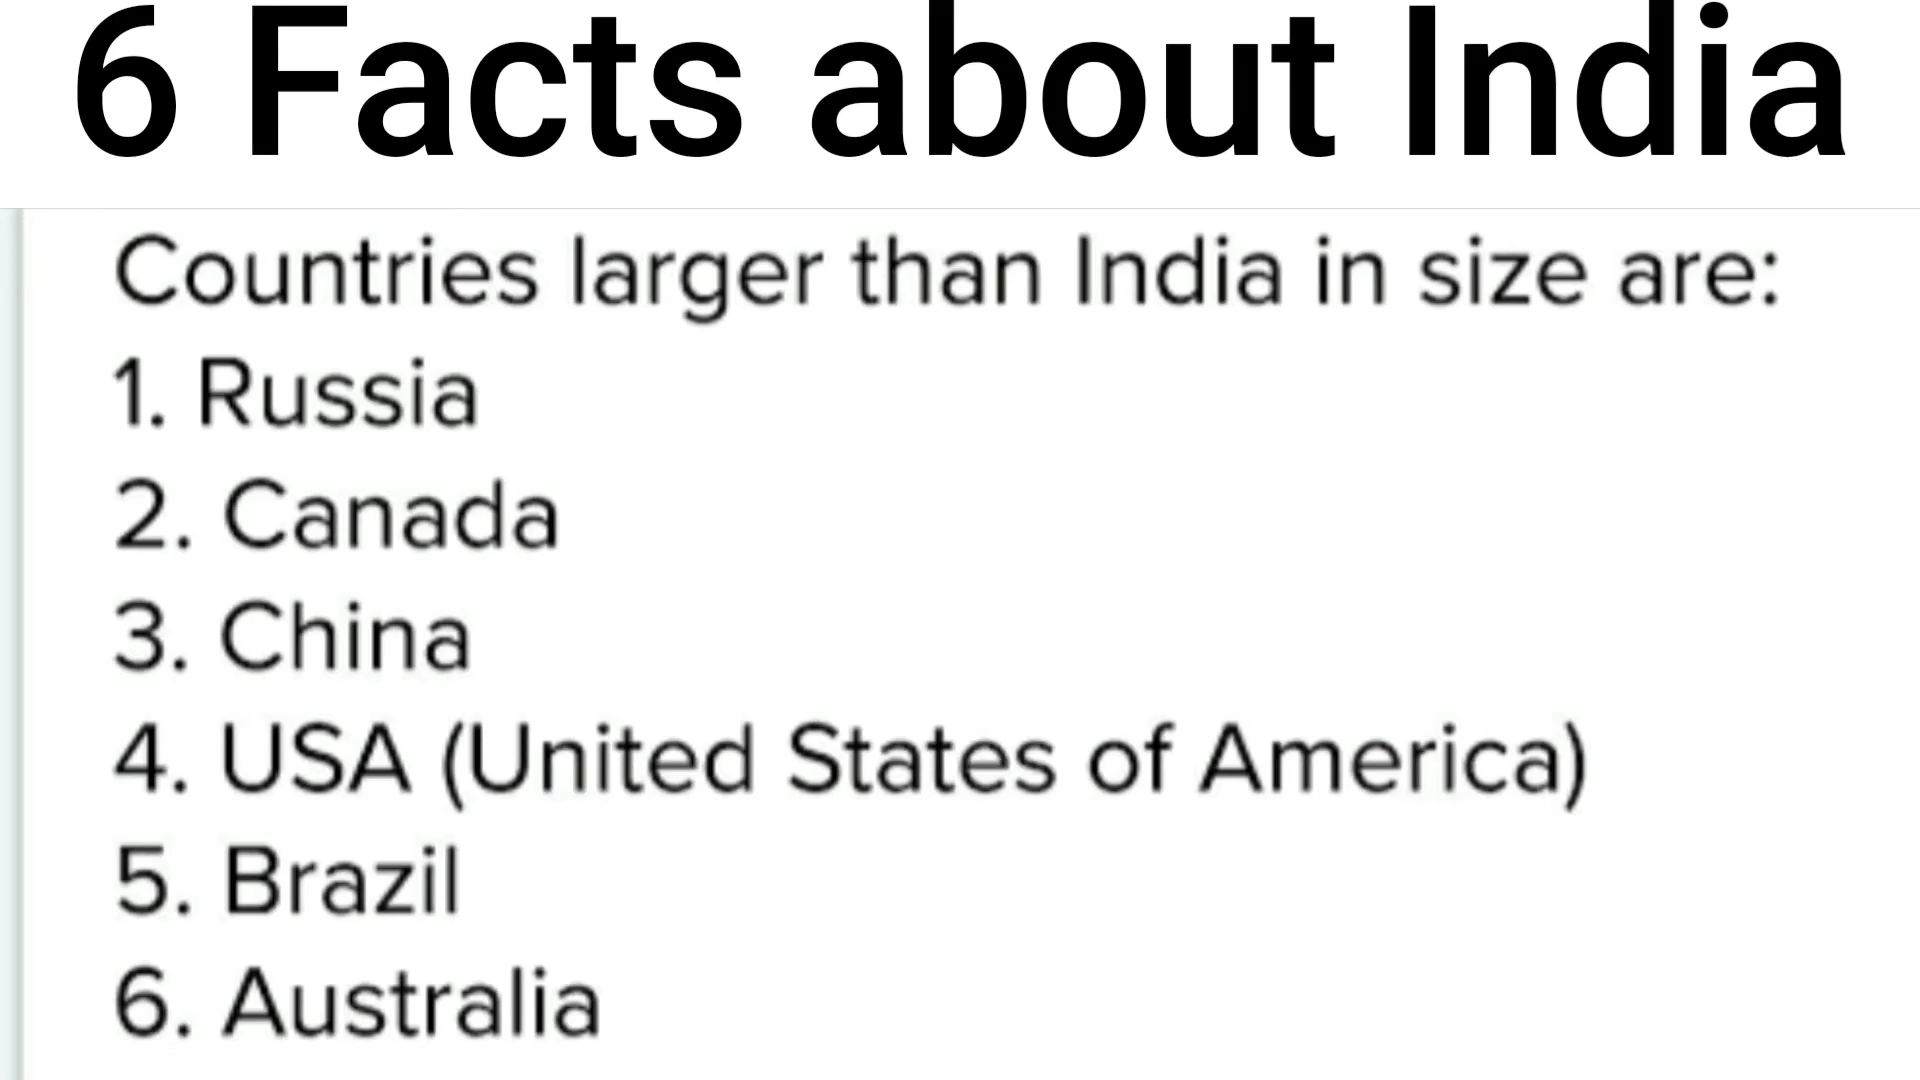 6 Facts about India
Countries larger than India in size are:
1. Russia
2. Canada
3. China
4. USA (United States of America)
5. Brazil
6. Australia